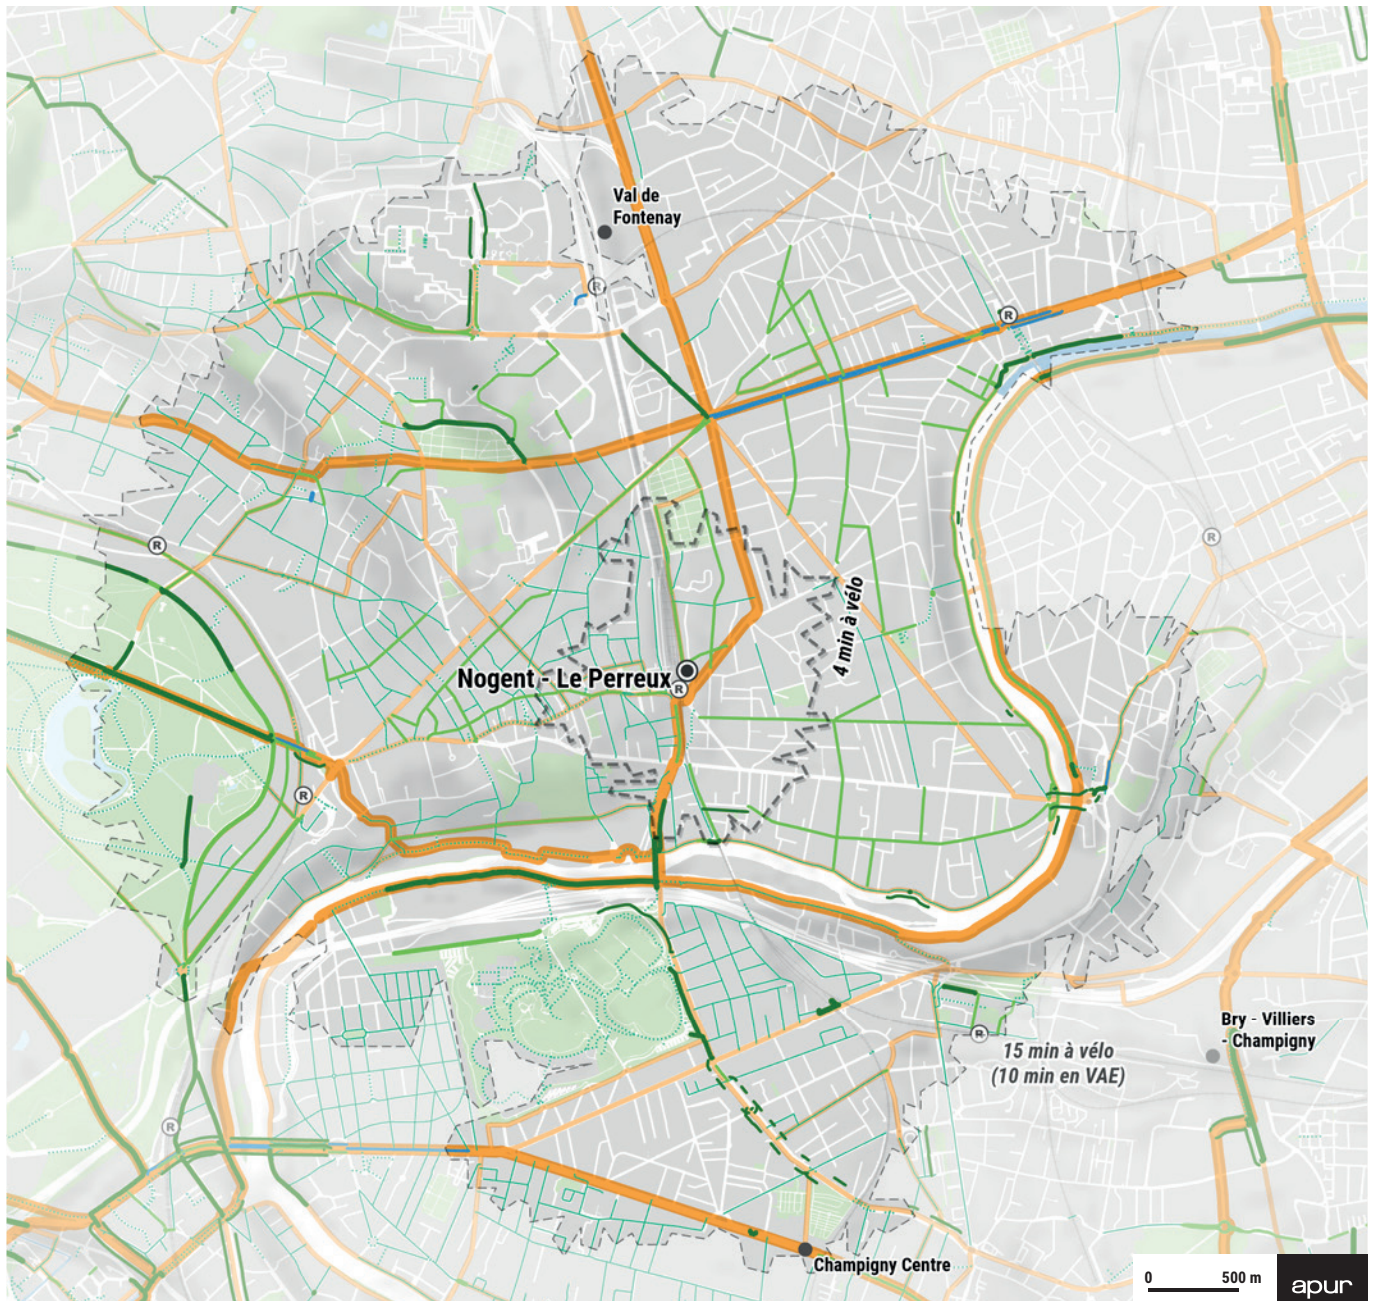 Val de
Fontenay
R
R
R
R
4 min à vélo
Nogent - Le Perreux
R
R
Bry - Villiers
- Champigny
R
15 min à vélo
(10 min en VAE)
R
Champigny Centre
0 500 m
apur